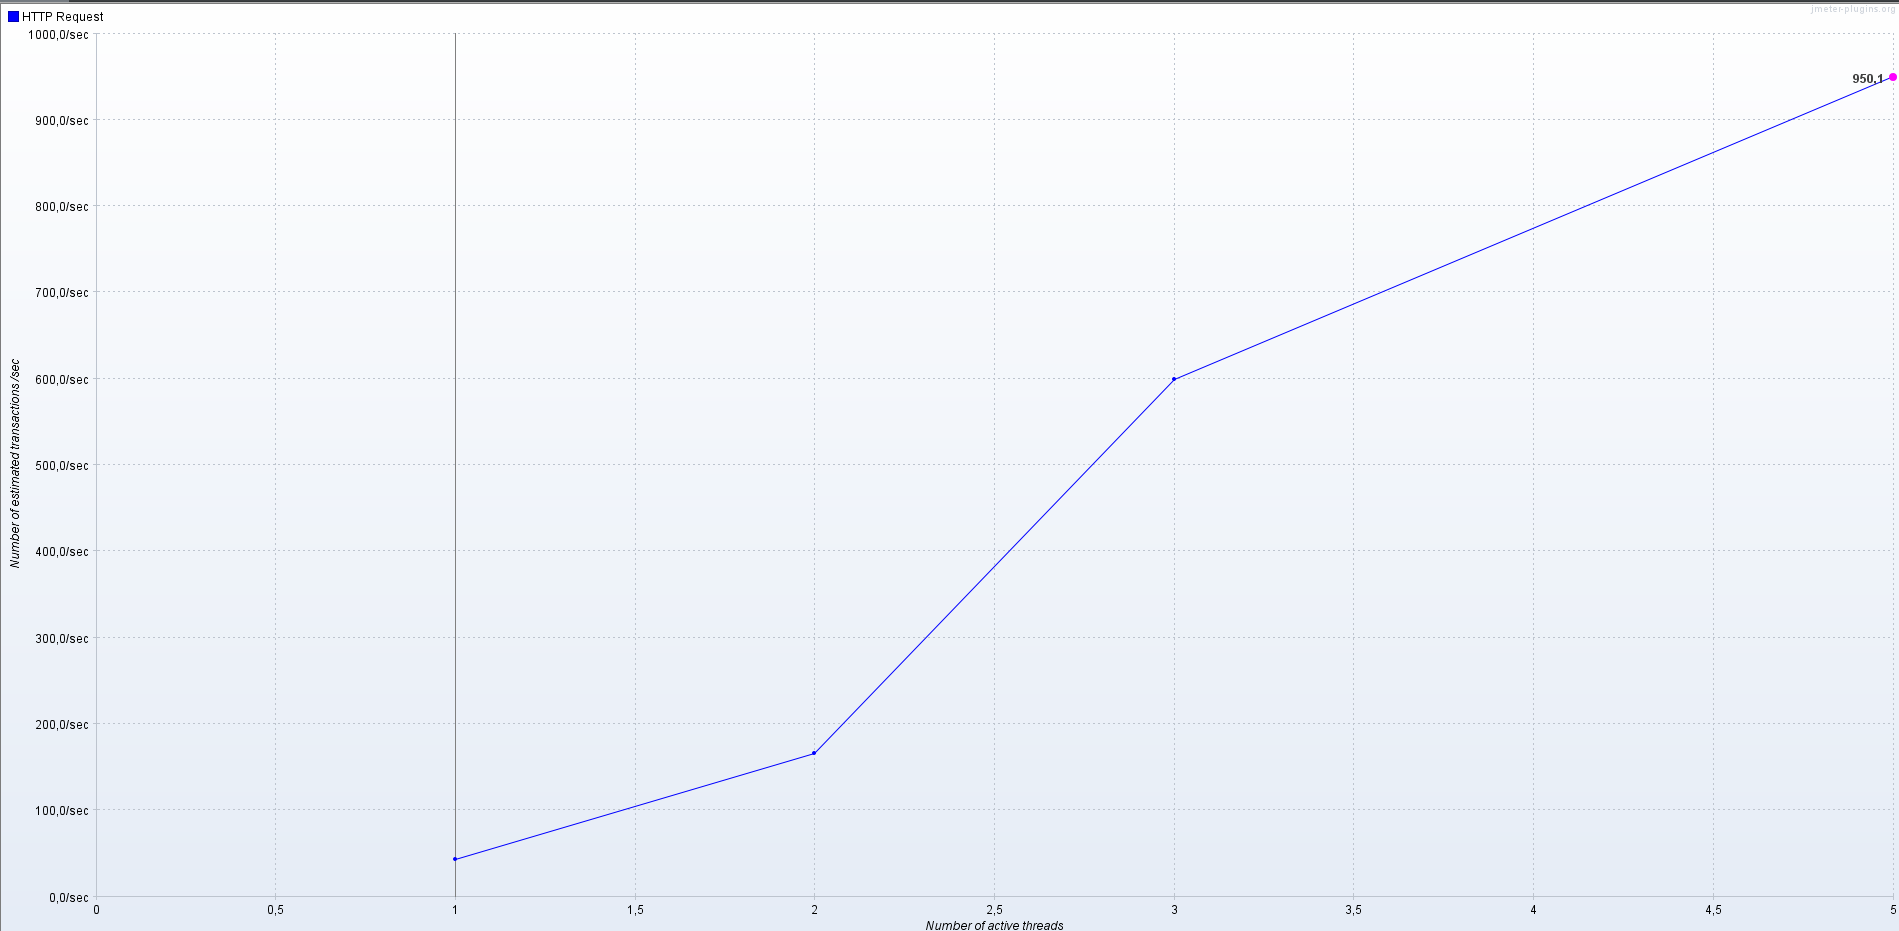 jmeter-plugins.org
HTTP Request
1000,0/sec
950,1
900,0/sec
800,0/sec
700,0/sec
600,0/sec
500,0/sec
400,0/sec
300,0/sec
200,0/sec
100,0/sec
0,0/sec
Number of estimated transactions /sec
0 0,5 1 1,5 2 2,5 3 3,5 4 4,5 5
Number of active threads